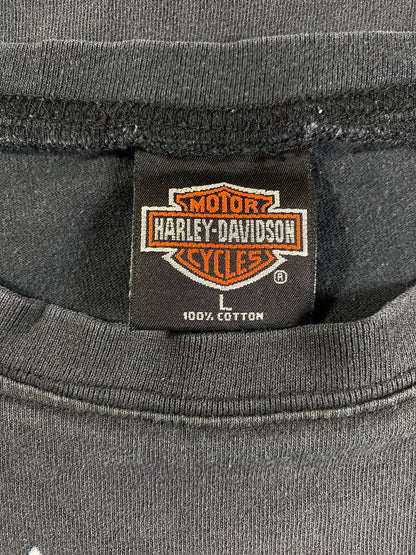 MOTOR
HARLEY-DAVIDSON
CYCLES
®
L
100% COTTON